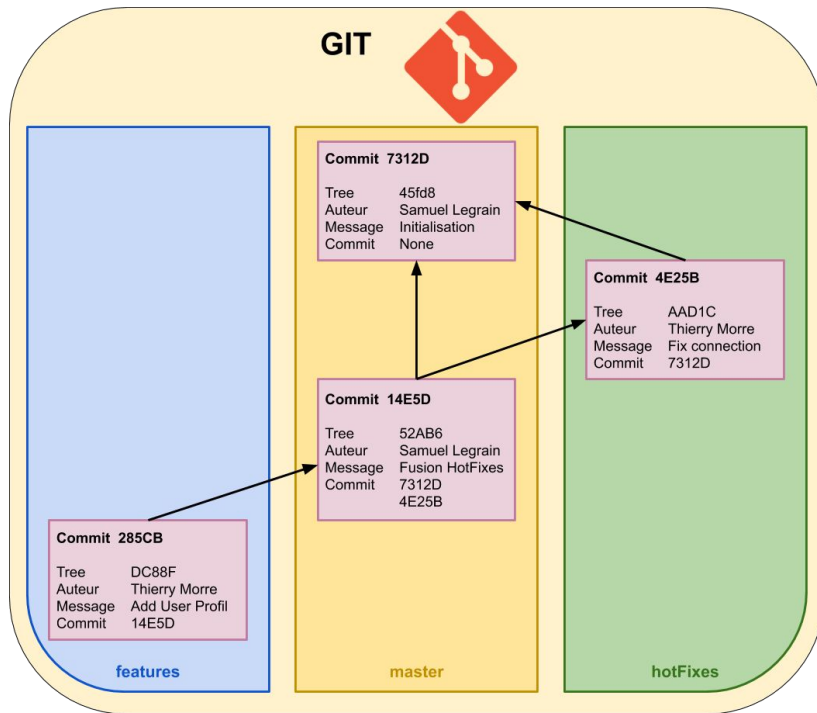 GIT
Commit 7312D
Tree 45fd8
Auteur Samuel Legrain
Message Initialisation
Commit None
Commit 4E25B
Tree AAD1C
Auteur Thierry Morre
Message Fix connection
Commit 7312D
Commit 14E5D
Tree 52AB6
Auteur Samuel Legrain
Message Fusion HotFixes
Commit 7312D
4E25B
Commit 285CB
Tree DC88F
Auteur Thierry Morre
Message Add User Profil
Commit 14E5D
features
master
hotFixes